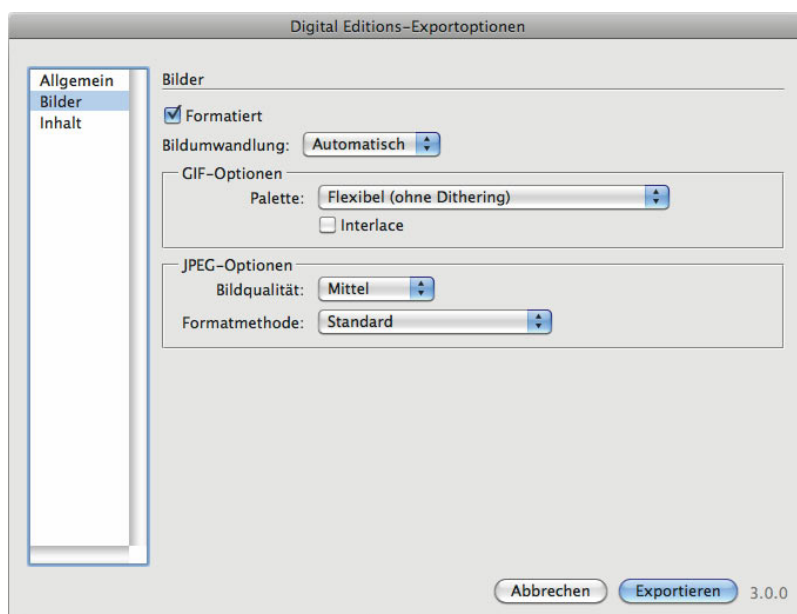 Digital Editions-Exportoptionen
Allgemein
Bilder
Inhalt
Bilder
Formatiert
Bildumwandlung: Automatisch
GIF-Optionen
Palette: Flexibel (ohne Dithering)
Interlace
JPEG-Optionen
Bildqualität: Mittel
Formatmethode: Standard
Abbrechen Exportieren 3.0.0